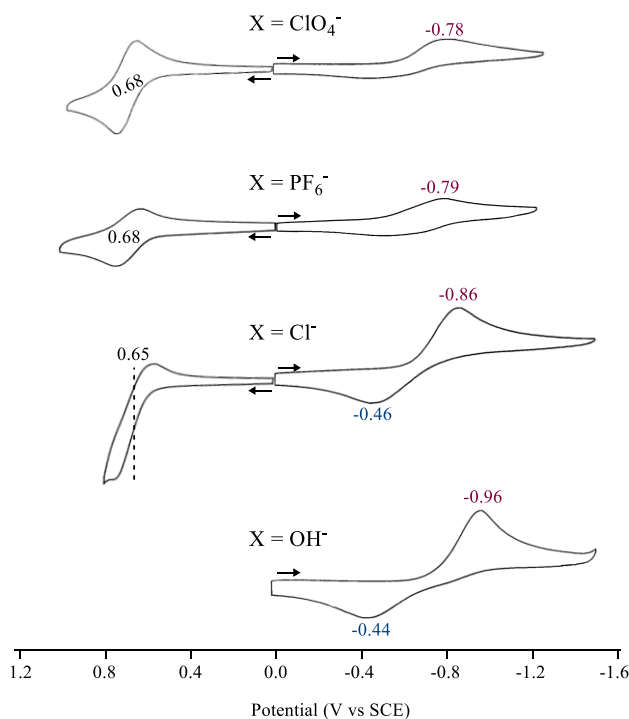 X = ClO₄⁻
-0.78
0.68
X = PF₆⁻
-0.79
0.68
X = Cl⁻
-0.86
0.65
-0.46
X = OH⁻
-0.96
-0.44
1.2 0.8 0.4 0.0 -0.4 -0.8 -1.2 -1.6
Potential (V vs SCE)